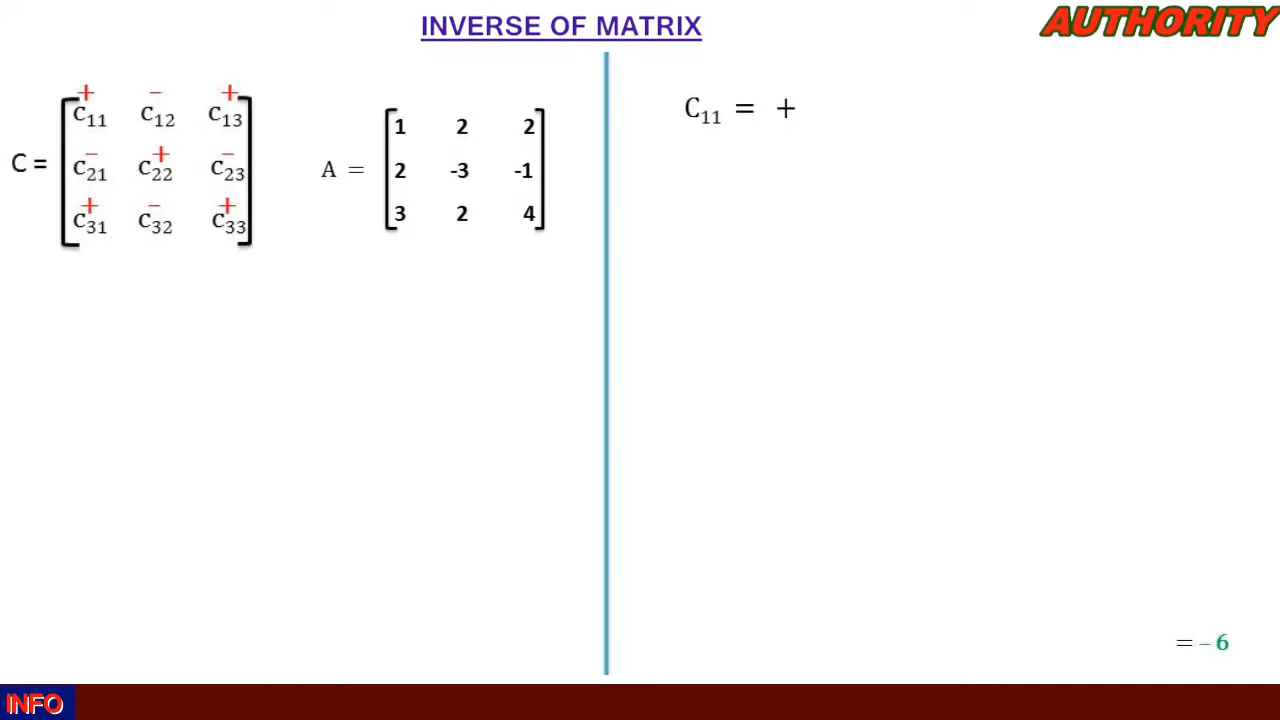 INVERSE OF MATRIX
AUTHORITY
+ − +
c₁₁ c₁₂ c₁₃
− + −
C = c₂₁ c₂₂ c₂₃
+ − +
c₃₁ c₃₂ c₃₃
1 2 2
A = 2 -3 -1
3 2 4
C₁₁ = +
= – 6
INFO